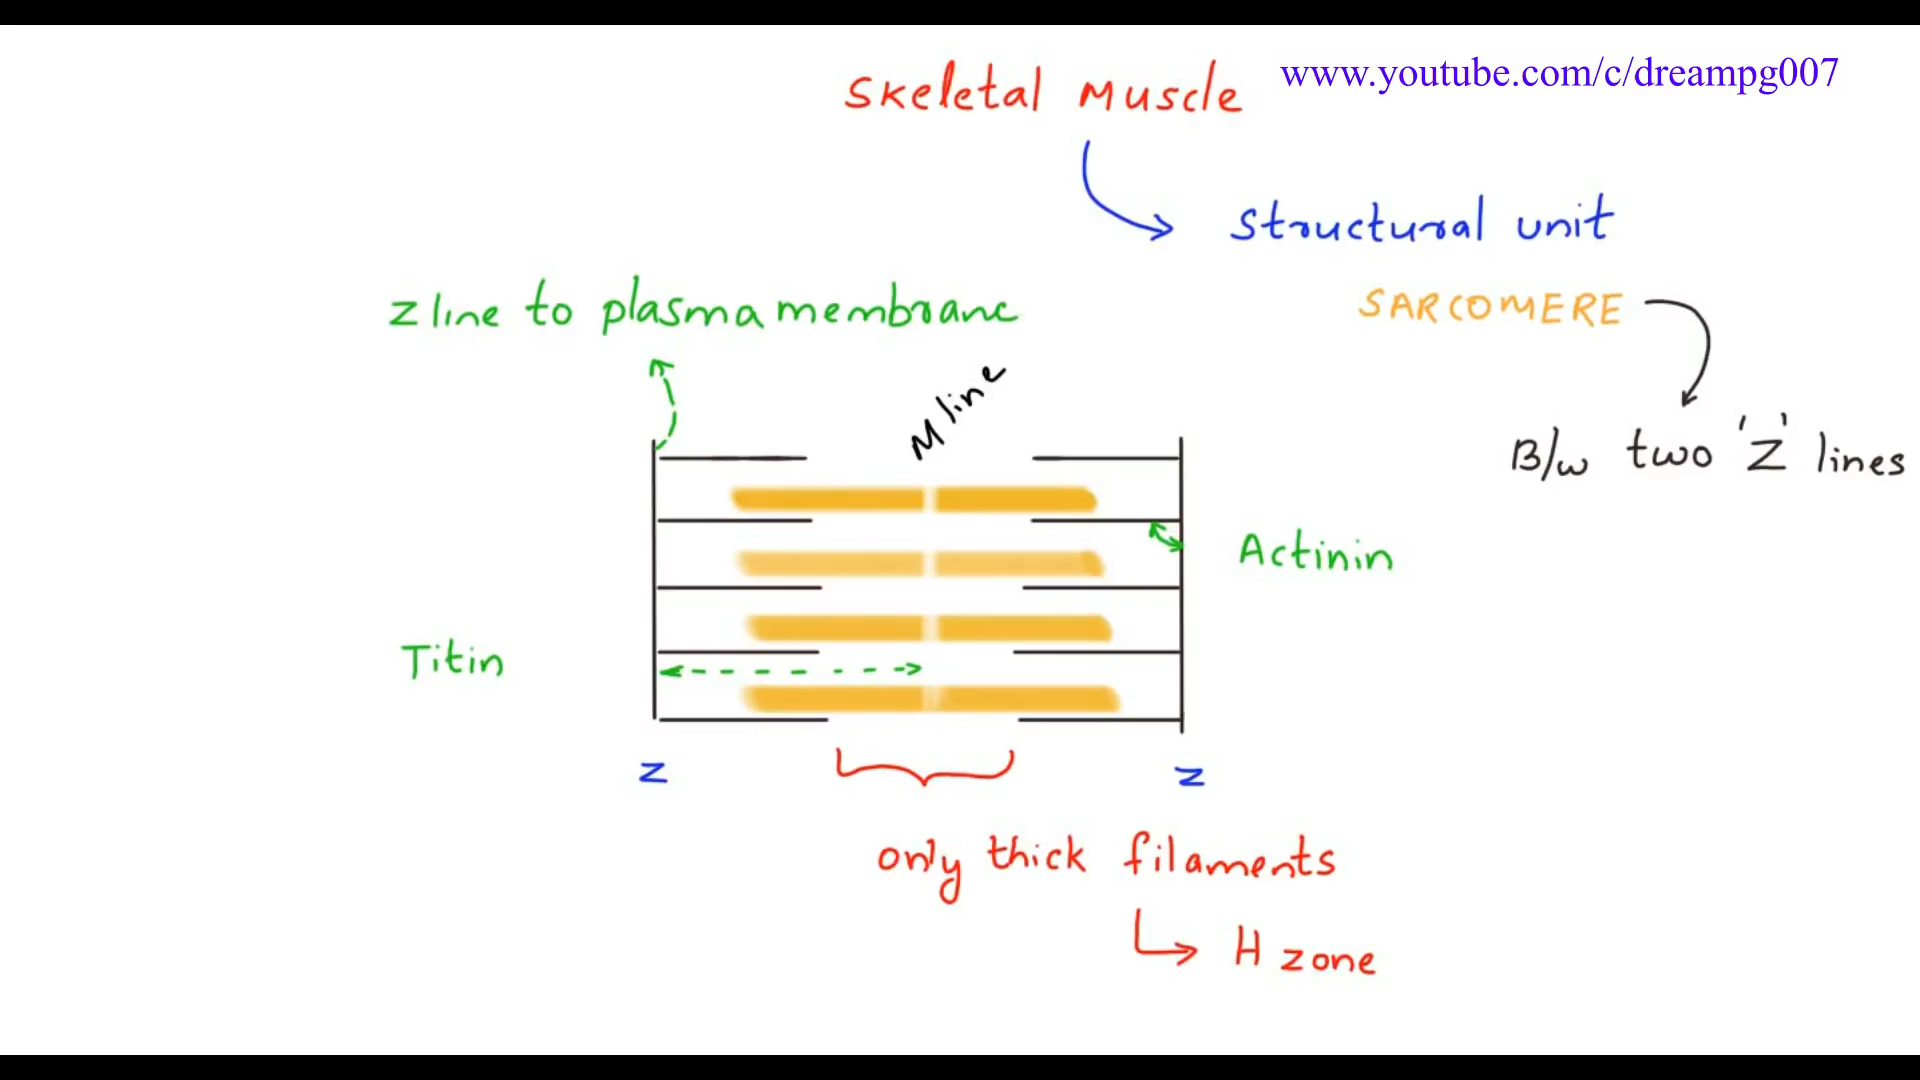 Skeletal Muscle
www.youtube.com/c/dreampg007
Structural unit
Z line to plasma membrane
SARCOMERE
M line
B/w two 'Z' lines
Actinin
Titin
Z
Z
only thick filaments
H zone